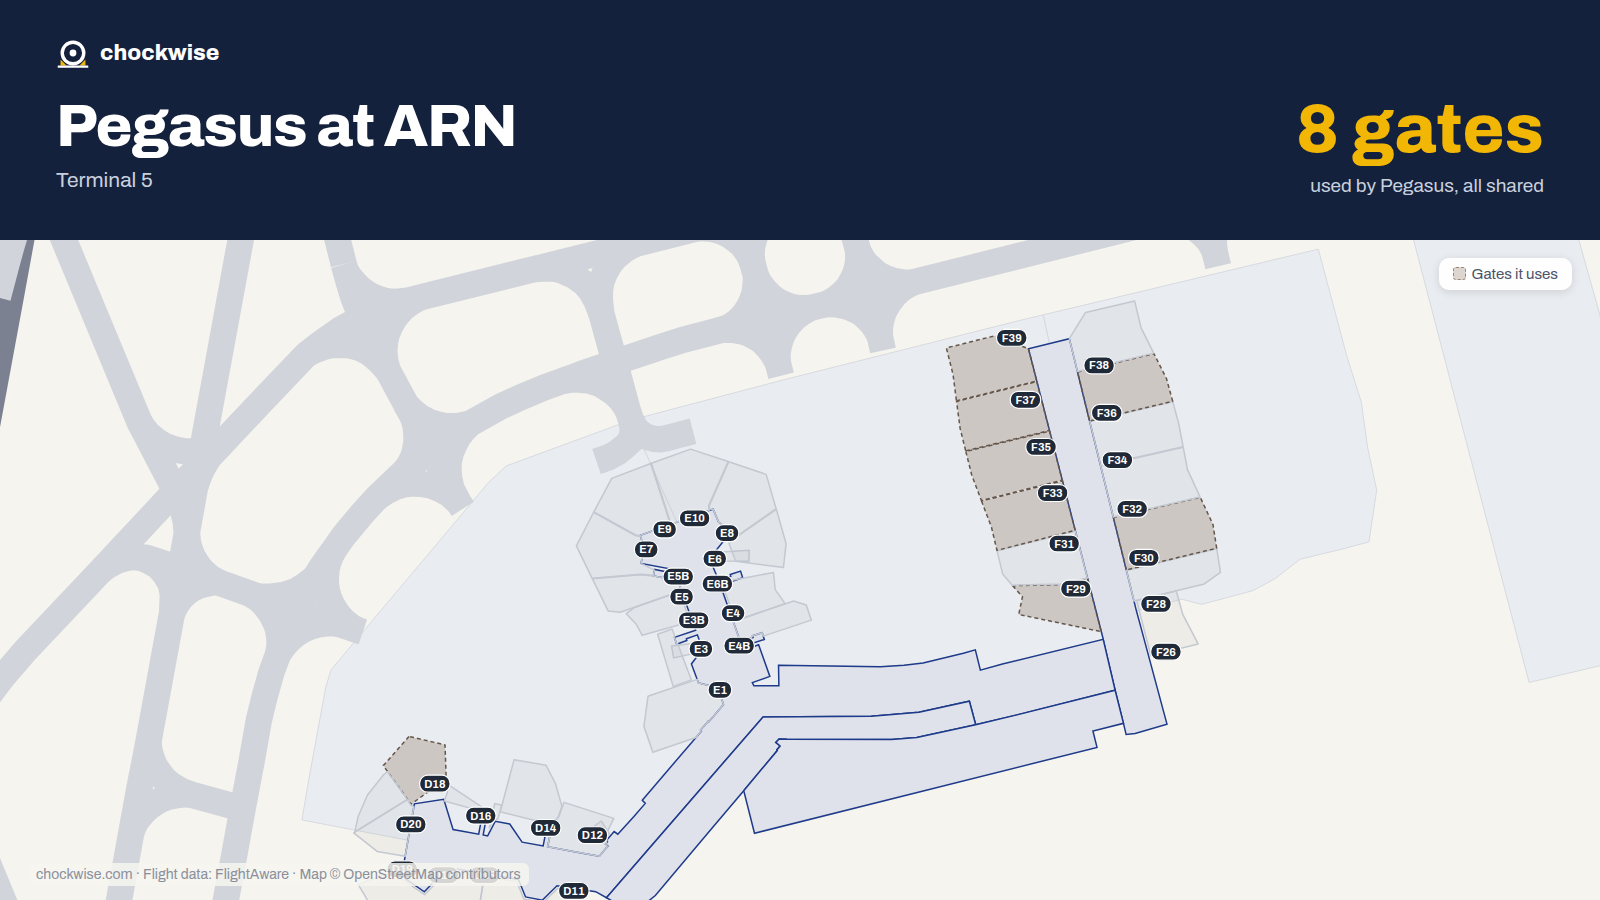 chockwise
Pegasus at ARN
Terminal 5
8 gates
used by Pegasus, all shared
Gates it uses
F39
F38
F37
F36
F35
F34
F33
F32
F31
F30
F29
F28
F26
E10
E9
E8
E7
E6
E5B
E6B
E5
E4
E3B
E3
E4B
E1
D18
D20
D16
D14
D12
D11
chockwise.com · Flight data: FlightAware · Map © OpenStreetMap contributors